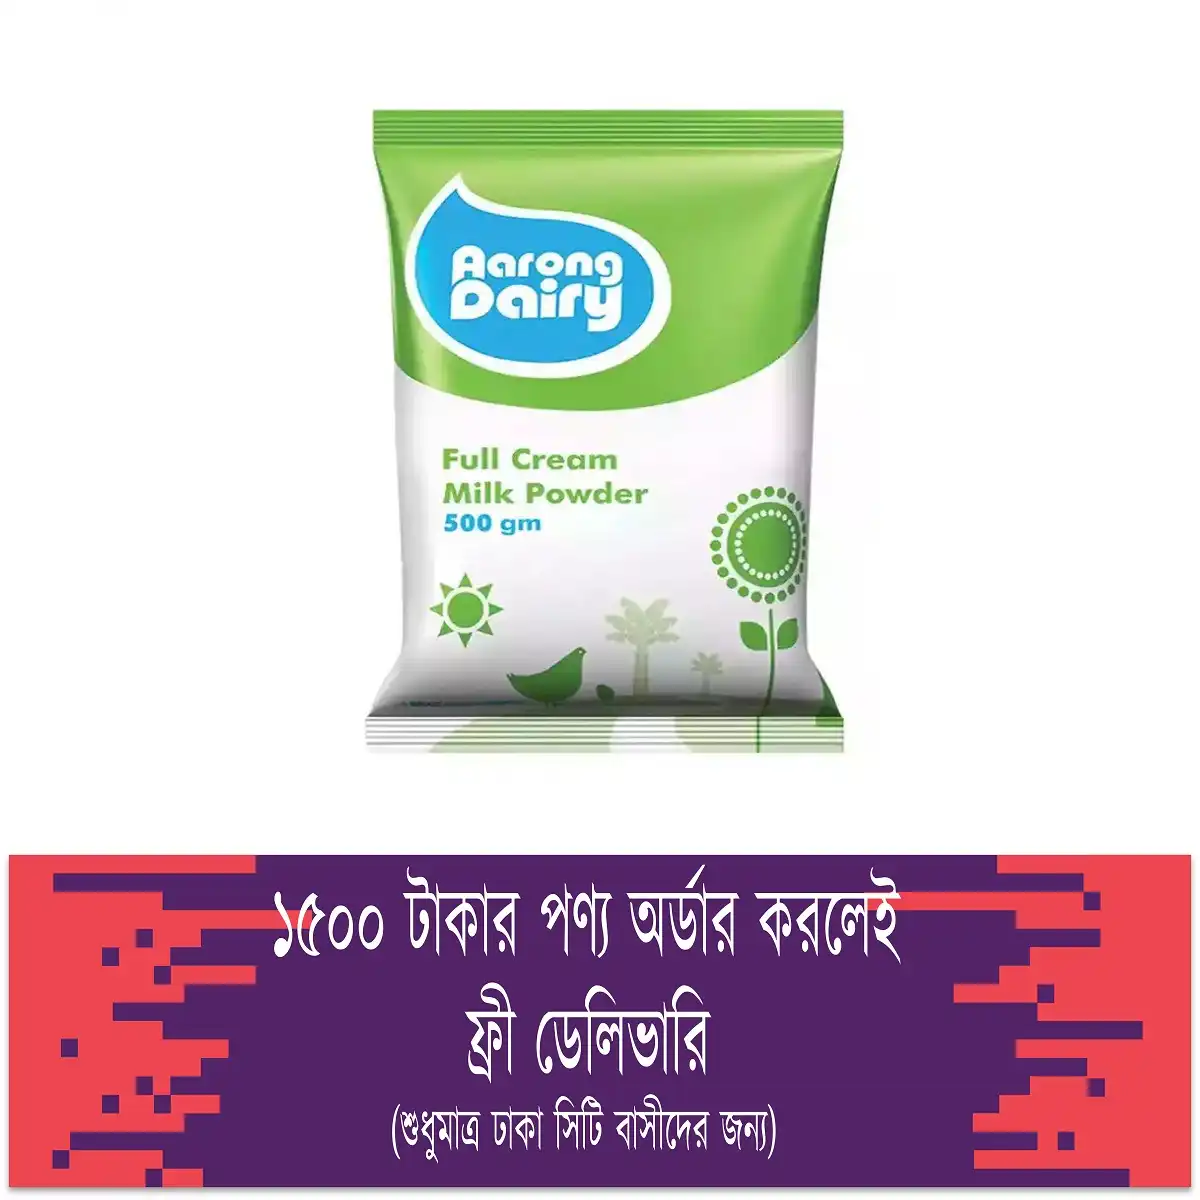 Aarong
Dairy
Full Cream
Milk Powder
500 gm
১৫০০ টাকার পণ্য অর্ডার করলেই
ফ্রী ডেলিভারি
(শুধুমাত্র ঢাকা সিটি বাসীদের জন্য)